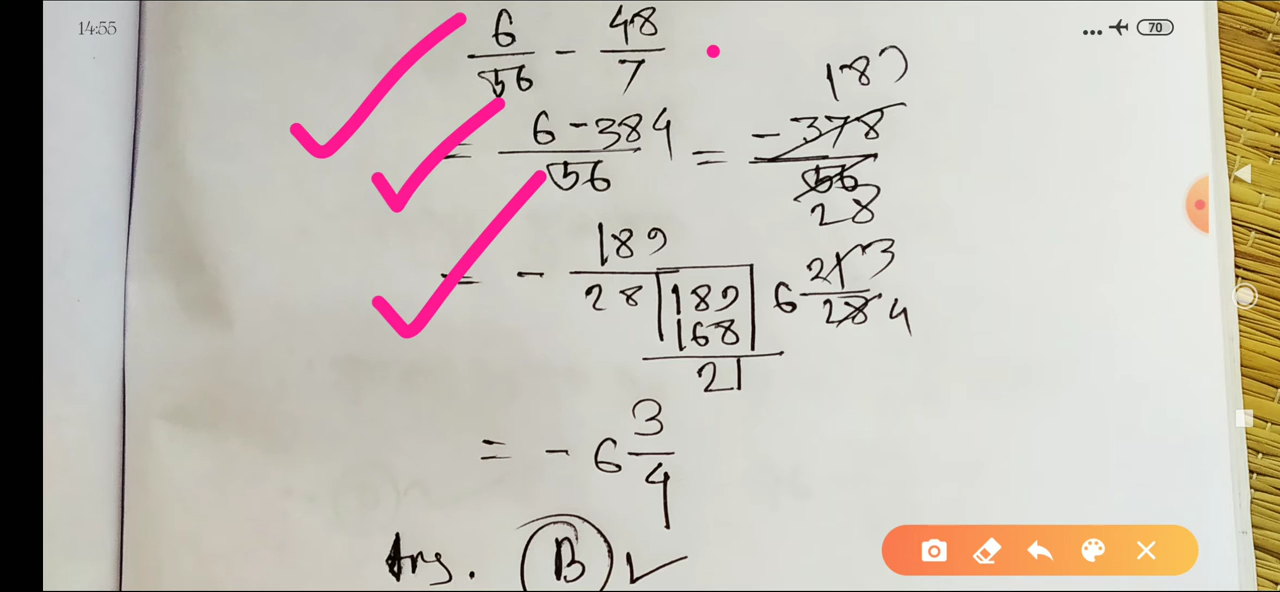 14:55
... 70
6/56 - 48/7
= 6-384/56 = -378/56 189 28
= - 189/28 28 189 168 21 6 21/28 3 4
= - 6 3/4
Ans. B